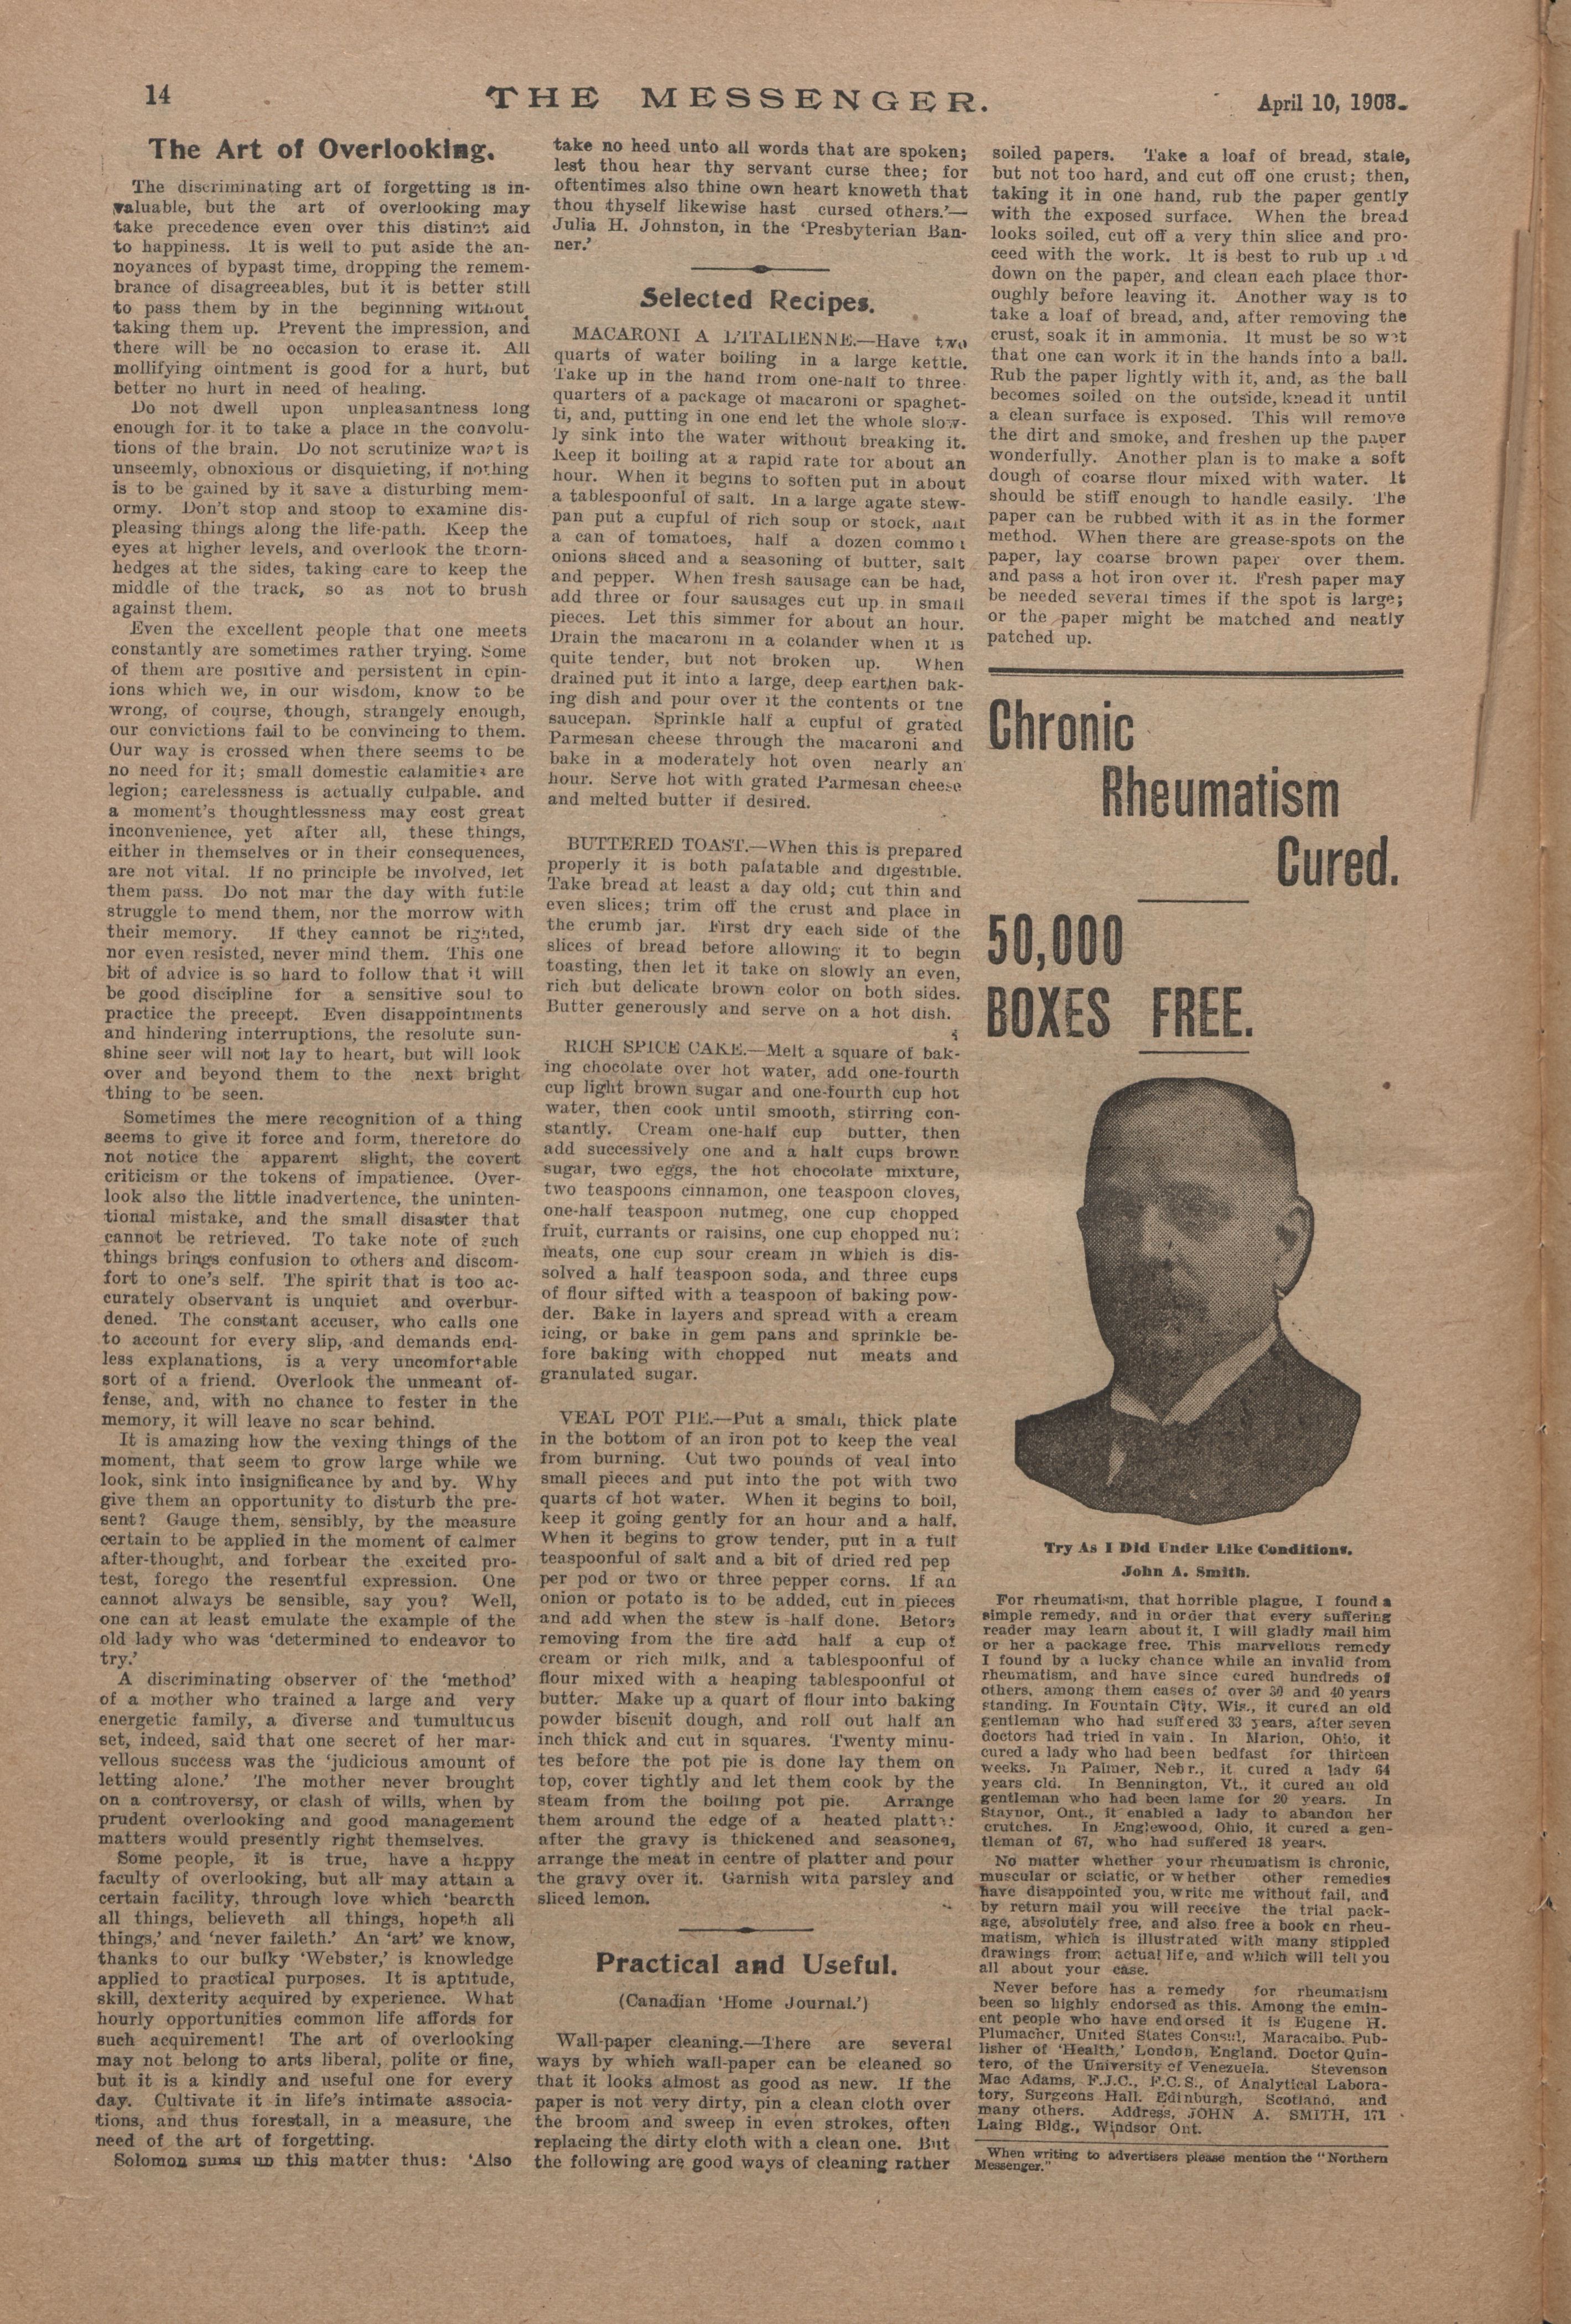 14
THE MESSENGER.
April 10, 1908.
The Art of Overlooking.
The discriminating art of forgetting is in-
valuable, but the art of overlooking may
take precedence even over this distinct aid
to happiness. It is well to put aside the an-
noyances of bypast time, dropping the remem-
brance of disagreeables, but it is better still
to pass them by in the beginning without
taking them up. Prevent the impression, and
there will be no occasion to erase it. All
mollifying ointment is good for a hurt, but
better no hurt in need of healing.
Do not dwell upon unpleasantness long
enough for it to take a place in the convolu-
tions of the brain. Do not scrutinize what is
unseemly, obnoxious or disquieting, if nothing
is to be gained by it save a disturbing mem-
ormy. Don't stop and stoop to examine dis-
pleasing things along the life-path. Keep the
eyes at higher levels, and overlook the thorn-
hedges at the sides, taking care to keep the
middle of the track, so as not to brush
against them.
Even the excellent people that one meets
constantly are sometimes rather trying. Some
of them are positive and persistent in opin-
ions which we, in our wisdom, know to be
wrong, of course, though, strangely enough,
our convictions fail to be convincing to them.
Our way is crossed when there seems to be
no need for it; small domestic calamities are
legion; carelessness is actually culpable. and
a moment's thoughtlessness may cost great
inconvenience, yet after all, these things,
either in themselves or in their consequences,
are not vital. If no principle be involved, let
them pass. Do not mar the day with futile
struggle to mend them, nor the morrow with
their memory. If they cannot be righted,
nor even resisted, never mind them. This one
bit of advice is so hard to follow that it will
be good discipline for a sensitive soul to
practice the precept. Even disappointments
and hindering interruptions, the resolute sun-
shine seer will not lay to heart, but will look
over and beyond them to the next bright
thing to be seen.
Sometimes the mere recognition of a thing
seems to give it force and form, therefore do
not notice the apparent slight, the covert
criticism or the tokens of impatience. Over-
look also the little inadvertence, the uninten-
tional mistake, and the small disaster that
cannot be retrieved. To take note of such
things brings confusion to others and discom-
fort to one's self. The spirit that is too ac-
curately observant is unquiet and overbur-
dened. The constant accuser, who calls one
to account for every slip, and demands end-
less explanations, is a very uncomfortable
sort of a friend. Overlook the unmeant of-
fense, and, with no chance to fester in the
memory, it will leave no scar behind.
It is amazing how the vexing things of the
moment, that seem to grow large while we
look, sink into insignificance by and by. Why
give them an opportunity to disturb the pre-
sent? Gauge them, sensibly, by the measure
certain to be applied in the moment of calmer
after-thought, and forbear the excited pro-
test, forego the resentful expression. One
cannot always be sensible, say you? Well,
one can at least emulate the example of the
old lady who was 'determined to endeavor to
try.'
A discriminating observer of the 'method'
of a mother who trained a large and very
energetic family, a diverse and tumultucus
set, indeed, said that one secret of her mar-
vellous success was the 'judicious amount of
letting alone.' The mother never brought
on a controversy, or clash of wills, when by
prudent overlooking and good management
matters would presently right themselves.
Some people, it is true, have a happy
faculty of overlooking, but all may attain a
certain facility, through love which 'beareth
all things, believeth all things, hopeth all
things,' and 'never faileth.' An 'art' we know,
thanks to our bulky 'Webster,' is knowledge
applied to practical purposes. It is aptitude,
skill, dexterity acquired by experience. What
hourly opportunities common life affords for
such acquirement! The art of overlooking
may not belong to arts liberal, polite or fine,
but it is a kindly and useful one for every
day. Cultivate it in life's intimate associa-
tions, and thus forestall, in a measure, the
need of the art of forgetting.
Solomon sums up this matter thus: 'Also
take no heed unto all words that are spoken;
lest thou hear thy servant curse thee; for
oftentimes also thine own heart knoweth that
thou thyself likewise hast cursed others.'—
Julia H. Johnston, in the 'Presbyterian Ban-
ner.'
Selected Recipes.
MACARONI A L'ITALIENNE.—Have two
quarts of water boiling in a large kettle.
Take up in the hand from one-half to three-
quarters of a package of macaroni or spaghet-
ti, and, putting in one end let the whole slow-
ly sink into the water without breaking it.
Keep it boiling at a rapid rate for about an
hour. When it begins to soften put in about
a tablespoonful of salt. In a large agate stew-
pan put a cupful of rich soup or stock, half
a can of tomatoes, half a dozen common
onions sliced and a seasoning of butter, salt
and pepper. When fresh sausage can be had,
add three or four sausages cut up in small
pieces. Let this simmer for about an hour.
Drain the macaroni in a colander when it is
quite tender, but not broken up. When
drained put it into a large, deep earthen bak-
ing dish and pour over it the contents of the
saucepan. Sprinkle half a cupful of grated
Parmesan cheese through the macaroni and
bake in a moderately hot oven nearly an
hour. Serve hot with grated Parmesan cheese
and melted butter if desired.
BUTTERED TOAST.—When this is prepared
properly it is both palatable and digestible.
Take bread at least a day old; cut thin and
even slices; trim off the crust and place in
the crumb jar. First dry each side of the
slices of bread before allowing it to begin
toasting, then let it take on slowly an even,
rich but delicate brown color on both sides.
Butter generously and serve on a hot dish.
RICH SPICE CAKE.—Melt a square of bak-
ing chocolate over hot water, add one-fourth
cup light brown sugar and one-fourth cup hot
water, then cook until smooth, stirring con-
stantly. Cream one-half cup butter, then
add successively one and a half cups brown
sugar, two eggs, the hot chocolate mixture,
two teaspoons cinnamon, one teaspoon cloves,
one-half teaspoon nutmeg, one cup chopped
fruit, currants or raisins, one cup chopped nut
meats, one cup sour cream in which is dis-
solved a half teaspoon soda, and three cups
of flour sifted with a teaspoon of baking pow-
der. Bake in layers and spread with a cream
icing, or bake in gem pans and sprinkle be-
fore baking with chopped nut meats and
granulated sugar.
VEAL POT PIE.—Put a small, thick plate
in the bottom of an iron pot to keep the veal
from burning. Cut two pounds of veal into
small pieces and put into the pot with two
quarts of hot water. When it begins to boil,
keep it going gently for an hour and a half.
When it begins to grow tender, put in a full
teaspoonful of salt and a bit of dried red pep
per pod or two or three pepper corns. If an
onion or potato is to be added, cut in pieces
and add when the stew is half done. Before
removing from the fire add half a cup of
cream or rich milk, and a tablespoonful of
flour mixed with a heaping tablespoonful of
butter. Make up a quart of flour into baking
powder biscuit dough, and roll out half an
inch thick and cut in squares. Twenty minu-
tes before the pot pie is done lay them on
top, cover tightly and let them cook by the
steam from the boiling pot pie. Arrange
them around the edge of a heated platter
after the gravy is thickened and seasoned,
arrange the meat in centre of platter and pour
the gravy over it. Garnish with parsley and
sliced lemon.
Practical and Useful.
(Canadian 'Home Journal.')
Wall-paper cleaning.—There are several
ways by which wall-paper can be cleaned so
that it looks almost as good as new. If the
paper is not very dirty, pin a clean cloth over
the broom and sweep in even strokes, often
replacing the dirty cloth with a clean one. But
the following are good ways of cleaning rather
soiled papers. Take a loaf of bread, stale,
but not too hard, and cut off one crust; then,
taking it in one hand, rub the paper gently
with the exposed surface. When the bread
looks soiled, cut off a very thin slice and pro-
ceed with the work. It is best to rub up and
down on the paper, and clean each place thor-
oughly before leaving it. Another way is to
take a loaf of bread, and, after removing the
crust, soak it in ammonia. It must be so wet
that one can work it in the hands into a ball.
Rub the paper lightly with it, and, as the ball
becomes soiled on the outside, knead it until
a clean surface is exposed. This will remove
the dirt and smoke, and freshen up the paper
wonderfully. Another plan is to make a soft
dough of coarse flour mixed with water. It
should be stiff enough to handle easily. The
paper can be rubbed with it as in the former
method. When there are grease-spots on the
paper, lay coarse brown paper over them.
and pass a hot iron over it. Fresh paper may
be needed several times if the spot is large;
or the paper might be matched and neatly
patched up.
Chronic
Rheumatism
Cured.
50,000
BOXES FREE.
Try As I Did Under Like Conditions.
John A. Smith.
For rheumatism, that horrible plague, I found a
simple remedy, and in order that every suffering
reader may learn about it, I will gladly mail him
or her a package free. This marvellous remedy
I found by a lucky chance while an invalid from
rheumatism, and have since cured hundreds of
others, among them cases of over 30 and 40 years
standing. In Fountain City, Wis., it cured an old
gentleman who had suffered 33 years, after seven
doctors had tried in vain. In Marion, Ohio, it
cured a lady who had been bedfast for thirteen
weeks. In Palmer, Nebr., it cured a lady 64
years old. In Bennington, Vt., it cured an old
gentleman who had been lame for 20 years. In
Staynor, Ont., it enabled a lady to abandon her
crutches. In Englewood, Ohio, it cured a gen-
tleman of 67, who had suffered 18 years.
No matter whether your rheumatism is chronic,
muscular or sciatic, or whether other remedies
have disappointed you, write me without fail, and
by return mail you will receive the trial pack-
age, absolutely free, and also free a book on rheu-
matism, which is illustrated with many stippled
drawings from actual life, and which will tell you
all about your case.
Never before has a remedy for rheumatism
been so highly endorsed as this. Among the emin-
ent people who have endorsed it is Eugene H.
Plumacher, United States Consul, Maracaibo. Pub-
lisher of 'Health,' London, England. Doctor Quin-
tero, of the University of Venezuela. Stevenson
Mac Adams, F.J.C., F.C.S., of Analytical Labora-
tory, Surgeons Hall. Edinburgh, Scotland, and
many others. Address, JOHN A. SMITH, 171
Laing Bldg., Windsor Ont.
When writing to advertisers please mention the "Northern
Messenger."